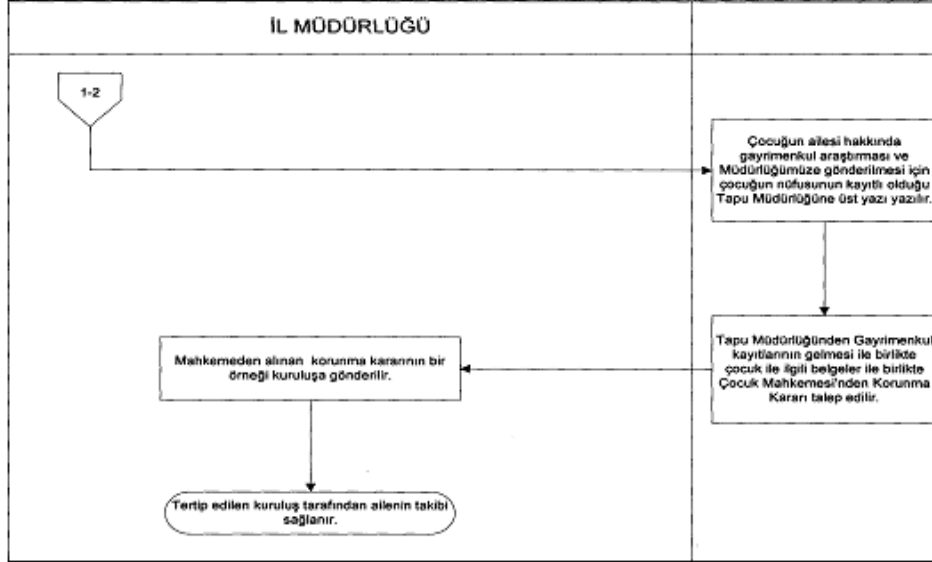 İL MÜDÜRLÜĞÜ
1-2
Çocuğun ailesi hakkında
gayrimenkul araştırması ve
Müdürlüğümüze gönderilmesi için
çocuğun nüfusunun kayıtlı olduğu
Tapu Müdürlüğüne üst yazı yazılır.
Tapu Müdürlüğünden Gayrimenkul
kayıtlarının gelmesi ile birlikte
çocuk ile ilgili belgeler ile birlikte
Çocuk Mahkemesi'nden Korunma
Kararı talep edilir.
Mahkemeden alınan korunma kararının bir
örneği kuruluşa gönderilir.
Tertip edilen kuruluş tarafından ailenin takibi
sağlanır.